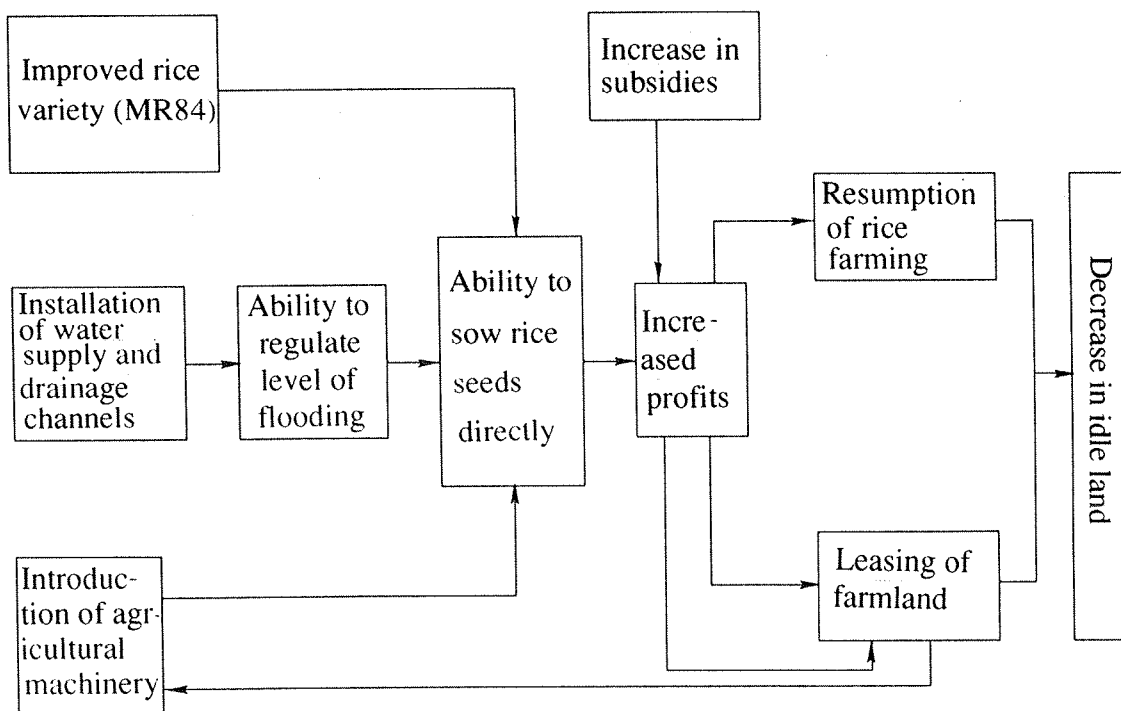 Improved rice
variety (MR84)
Increase in
subsidies
Resumption
of rice
farming
Installation
of water
supply and
drainage
channels
Ability to
regulate
level of
flooding
Ability to
sow rice
seeds
directly
Incre-
ased
profits
Decrease in idle land
Introduc-
tion of agr-
icultural
machinery
Leasing of
farmland